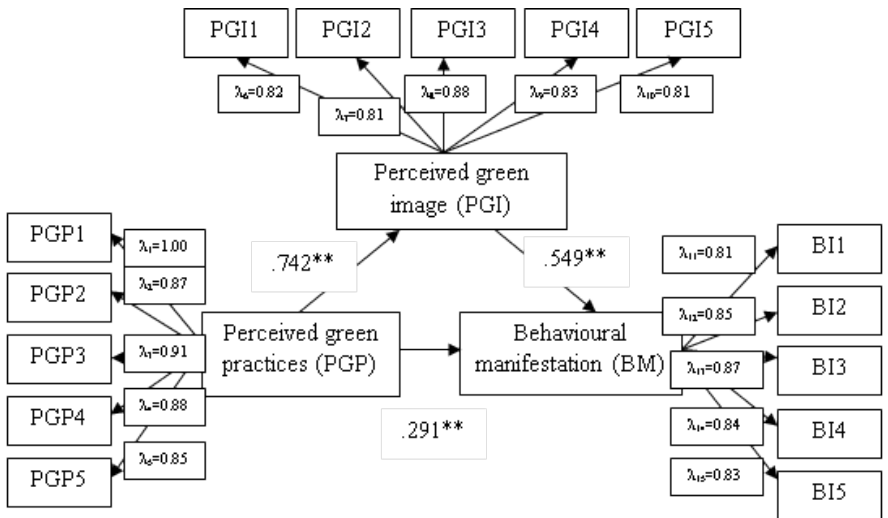 PGI1
PGI2
PGI3
PGI4
PGI5
λ₆=0.82
λ₇=0.81
λ₈=0.88
λ₉=0.83
λ₁₀=0.81
Perceived green
image (PGI)
PGP1
PGP2
PGP3
PGP4
PGP5
λ₁=1.00
λ₂=0.87
λ₃=0.91
λ₄=0.88
λ₅=0.85
.742**
.549**
Perceived green
practices (PGP)
Behavioural
manifestation (BM)
.291**
λ₁₁=0.81
λ₁₂=0.85
λ₁₃=0.87
λ₁₄=0.84
λ₁₅=0.83
BI1
BI2
BI3
BI4
BI5